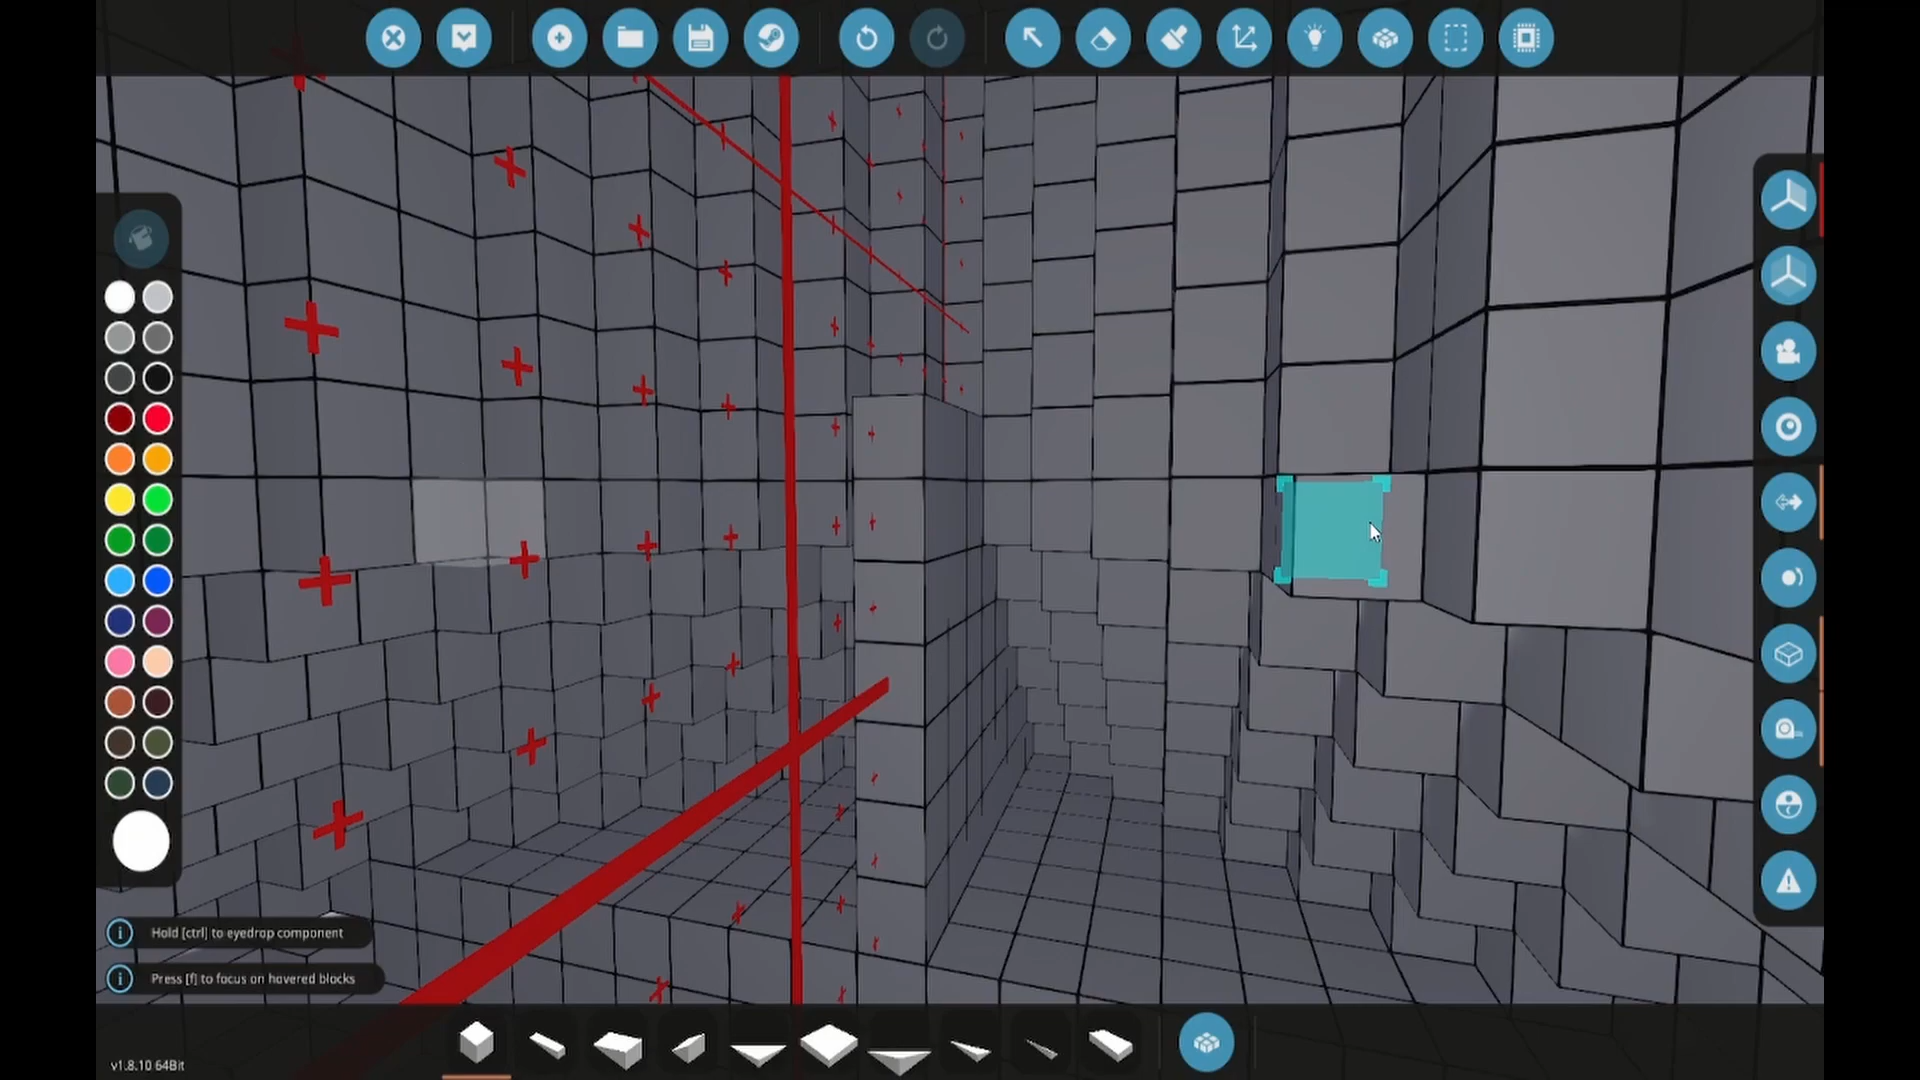 Hold [ctrl] to eyedrop component
Press [f] to focus on hovered blocks
v1.8.10 64Bit